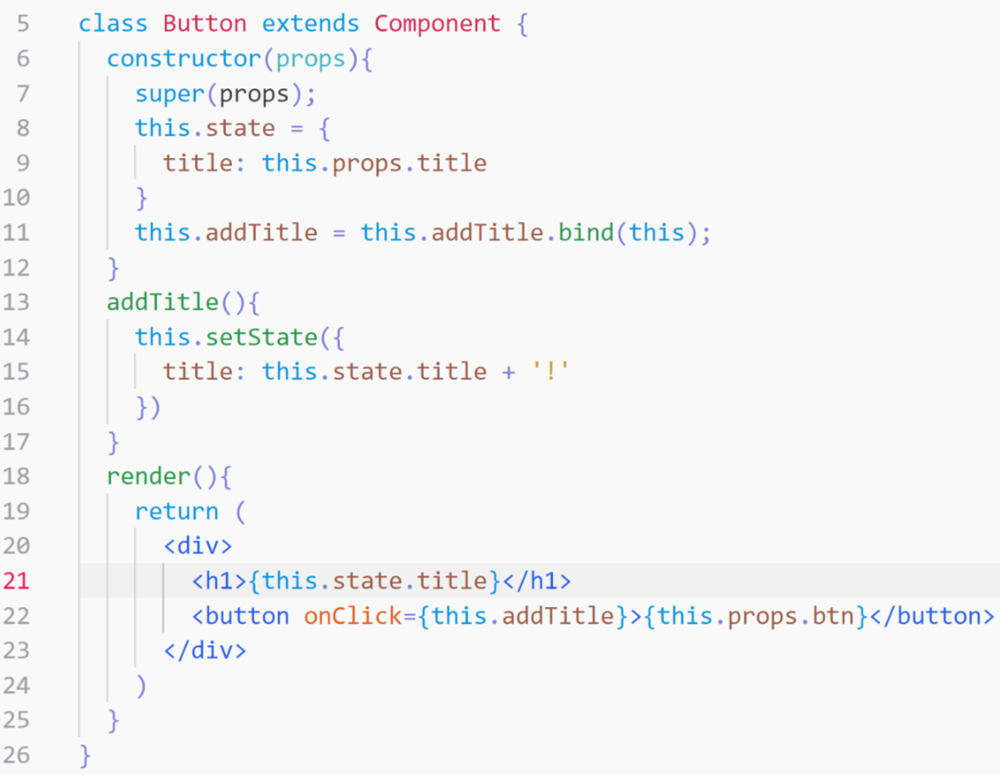 5 class Button extends Component {
6 constructor(props){
7 super(props);
8 this.state = {
9 title: this.props.title
10 }
11 this.addTitle = this.addTitle.bind(this);
12 }
13 addTitle(){
14 this.setState({
15 title: this.state.title + '!'
16 })
17 }
18 render(){
19 return (
20 <div>
21 <h1>{this.state.title}</h1>
22 <button onClick={this.addTitle}>{this.props.btn}</button>
23 </div>
24 )
25 }
26 }